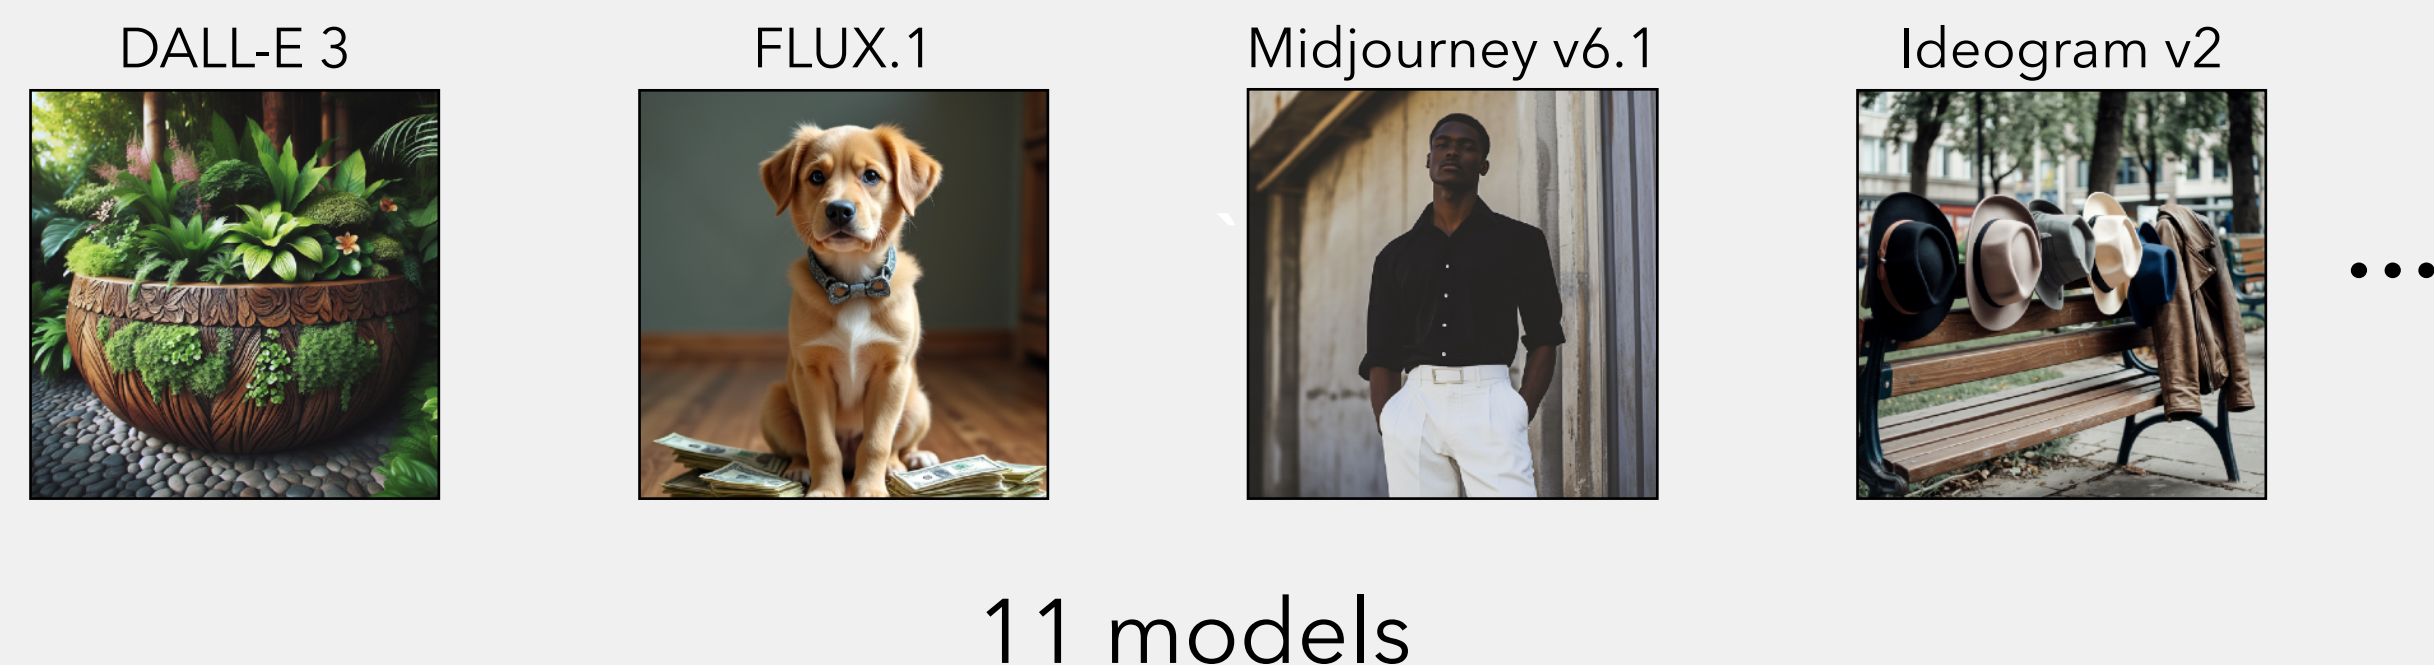 DALL-E 3
FLUX.1
Midjourney v6.1
Ideogram v2
...
11 models